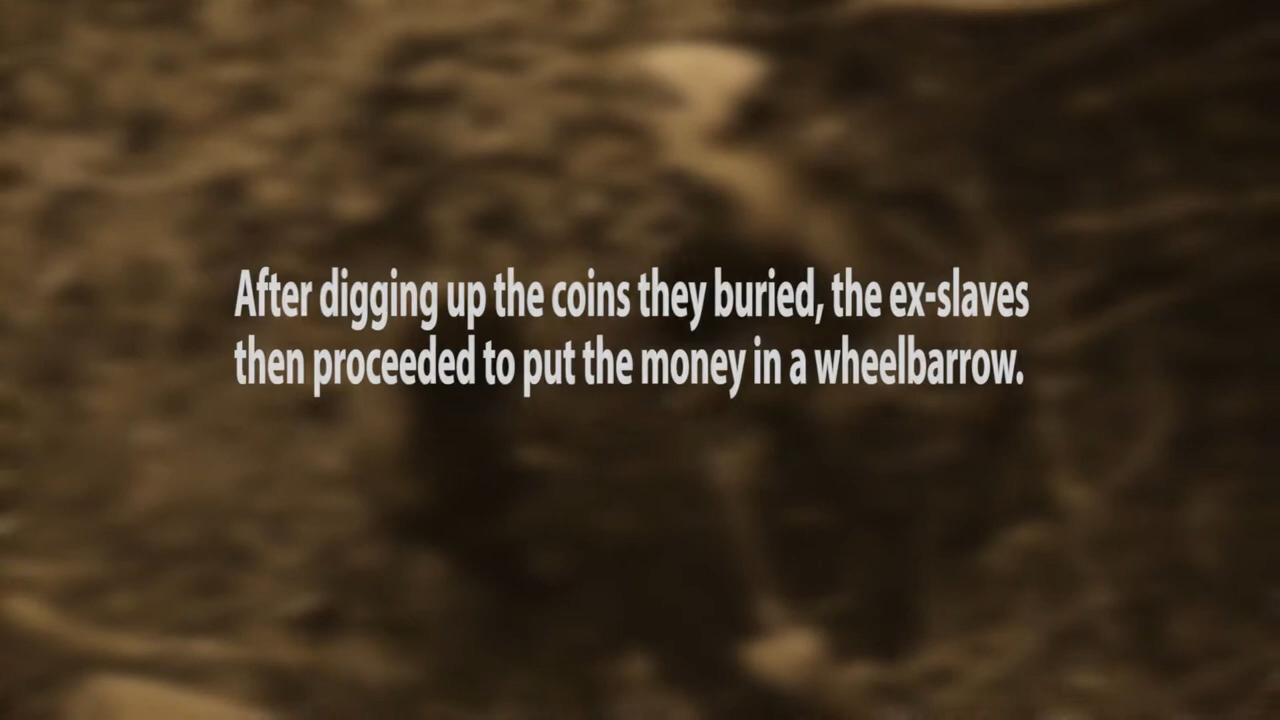 After digging up the coins they buried, the ex-slaves
then proceeded to put the money in a wheelbarrow.